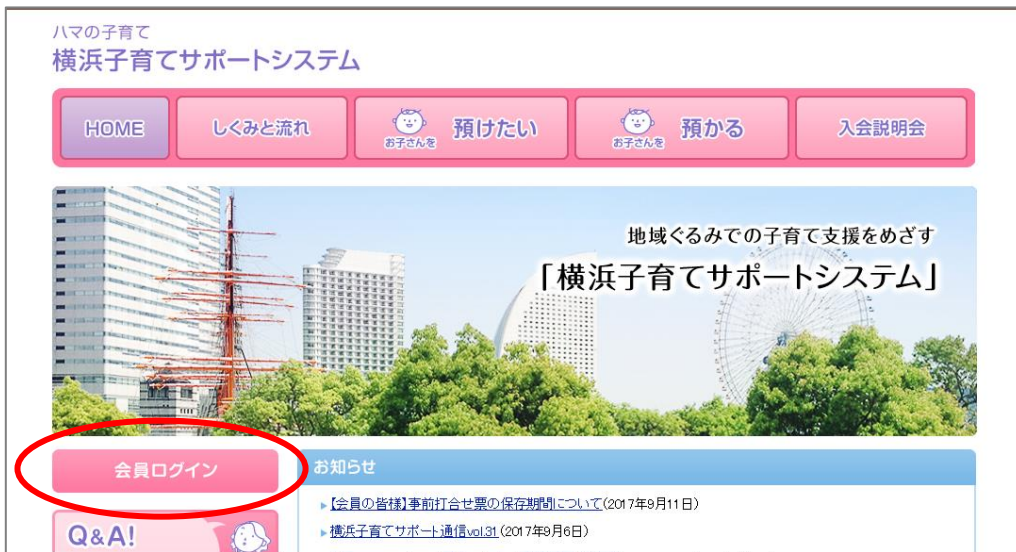 ハマの子育て
横浜子育てサポートシステム
HOME
しくみと流れ
お子さんを 預けたい
お子さんを 預かる
入会説明会
地域ぐるみでの子育て支援をめざす
「横浜子育てサポートシステム」
会員ログイン
お知らせ
【会員の皆様】事前打合せ票の保存期間について(2017年9月11日)
横浜子育てサポート通信vol.31(2017年9月6日)
Q&A!